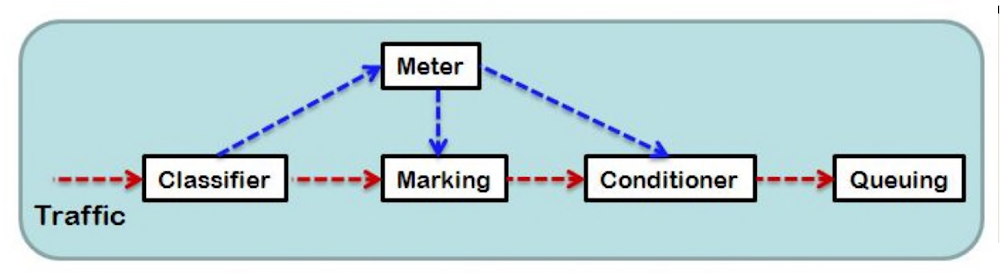 Meter
Classifier
Marking
Conditioner
Queuing
Traffic